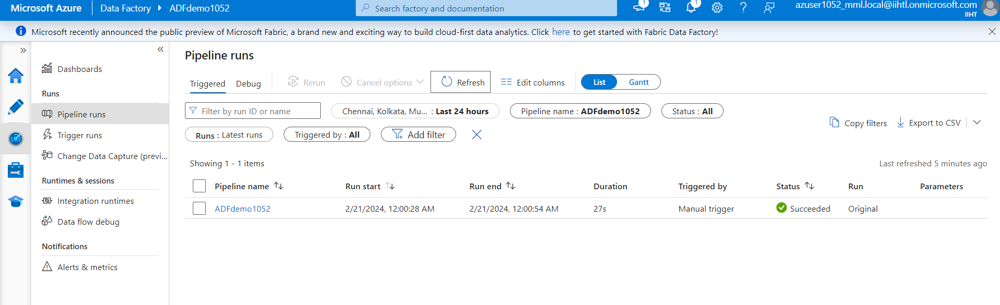 Microsoft Azure
Data Factory
ADFdemo1052
Search factory and documentation
1
1
azuser1052_mml.local@iihtl.onmicrosoft.com
IIHT
Microsoft recently announced the public preview of Microsoft Fabric, a brand new and exciting way to build cloud-first data analytics. Click here to get started with Fabric Data Factory!
Dashboards
Runs
Pipeline runs
Trigger runs
Change Data Capture (previ...
Runtimes & sessions
Integration runtimes
Data flow debug
Notifications
Alerts & metrics
Pipeline runs
Triggered Debug Rerun Cancel options Refresh Edit columns List Gantt
Filter by run ID or name Chennai, Kolkata, Mu... : Last 24 hours Pipeline name : ADFdemo1052 Status : All
Runs : Latest runs Triggered by : All Add filter
Copy filters Export to CSV
Showing 1 - 1 items
Last refreshed 5 minutes ago
Pipeline name Run start Run end Duration Triggered by Status Run Parameters
ADFdemo1052 2/21/2024, 12:00:28 AM 2/21/2024, 12:00:54 AM 27s Manual trigger Succeeded Original